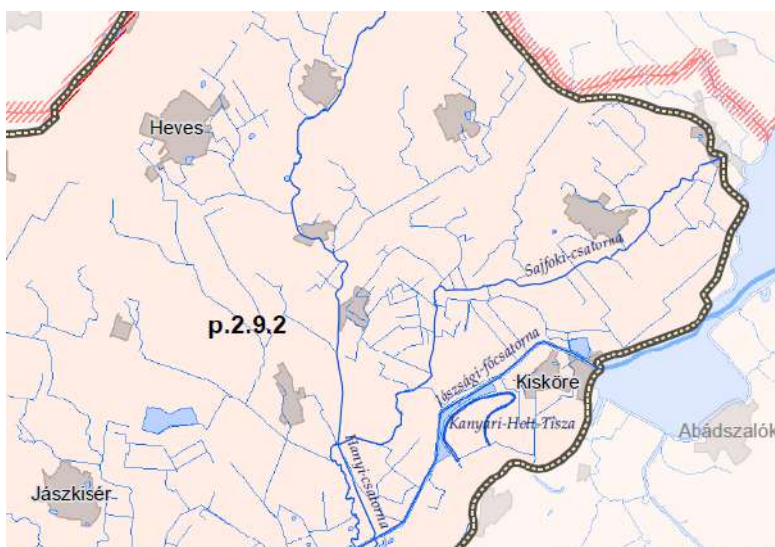 Heves
Sajfoki-csatorna
p.2.9.2
Jászsági-főcsatorna
Kisköre
Kanyari-Holt-Tisza
Abádszalók
Hanyi-csatorna
Jászkisér